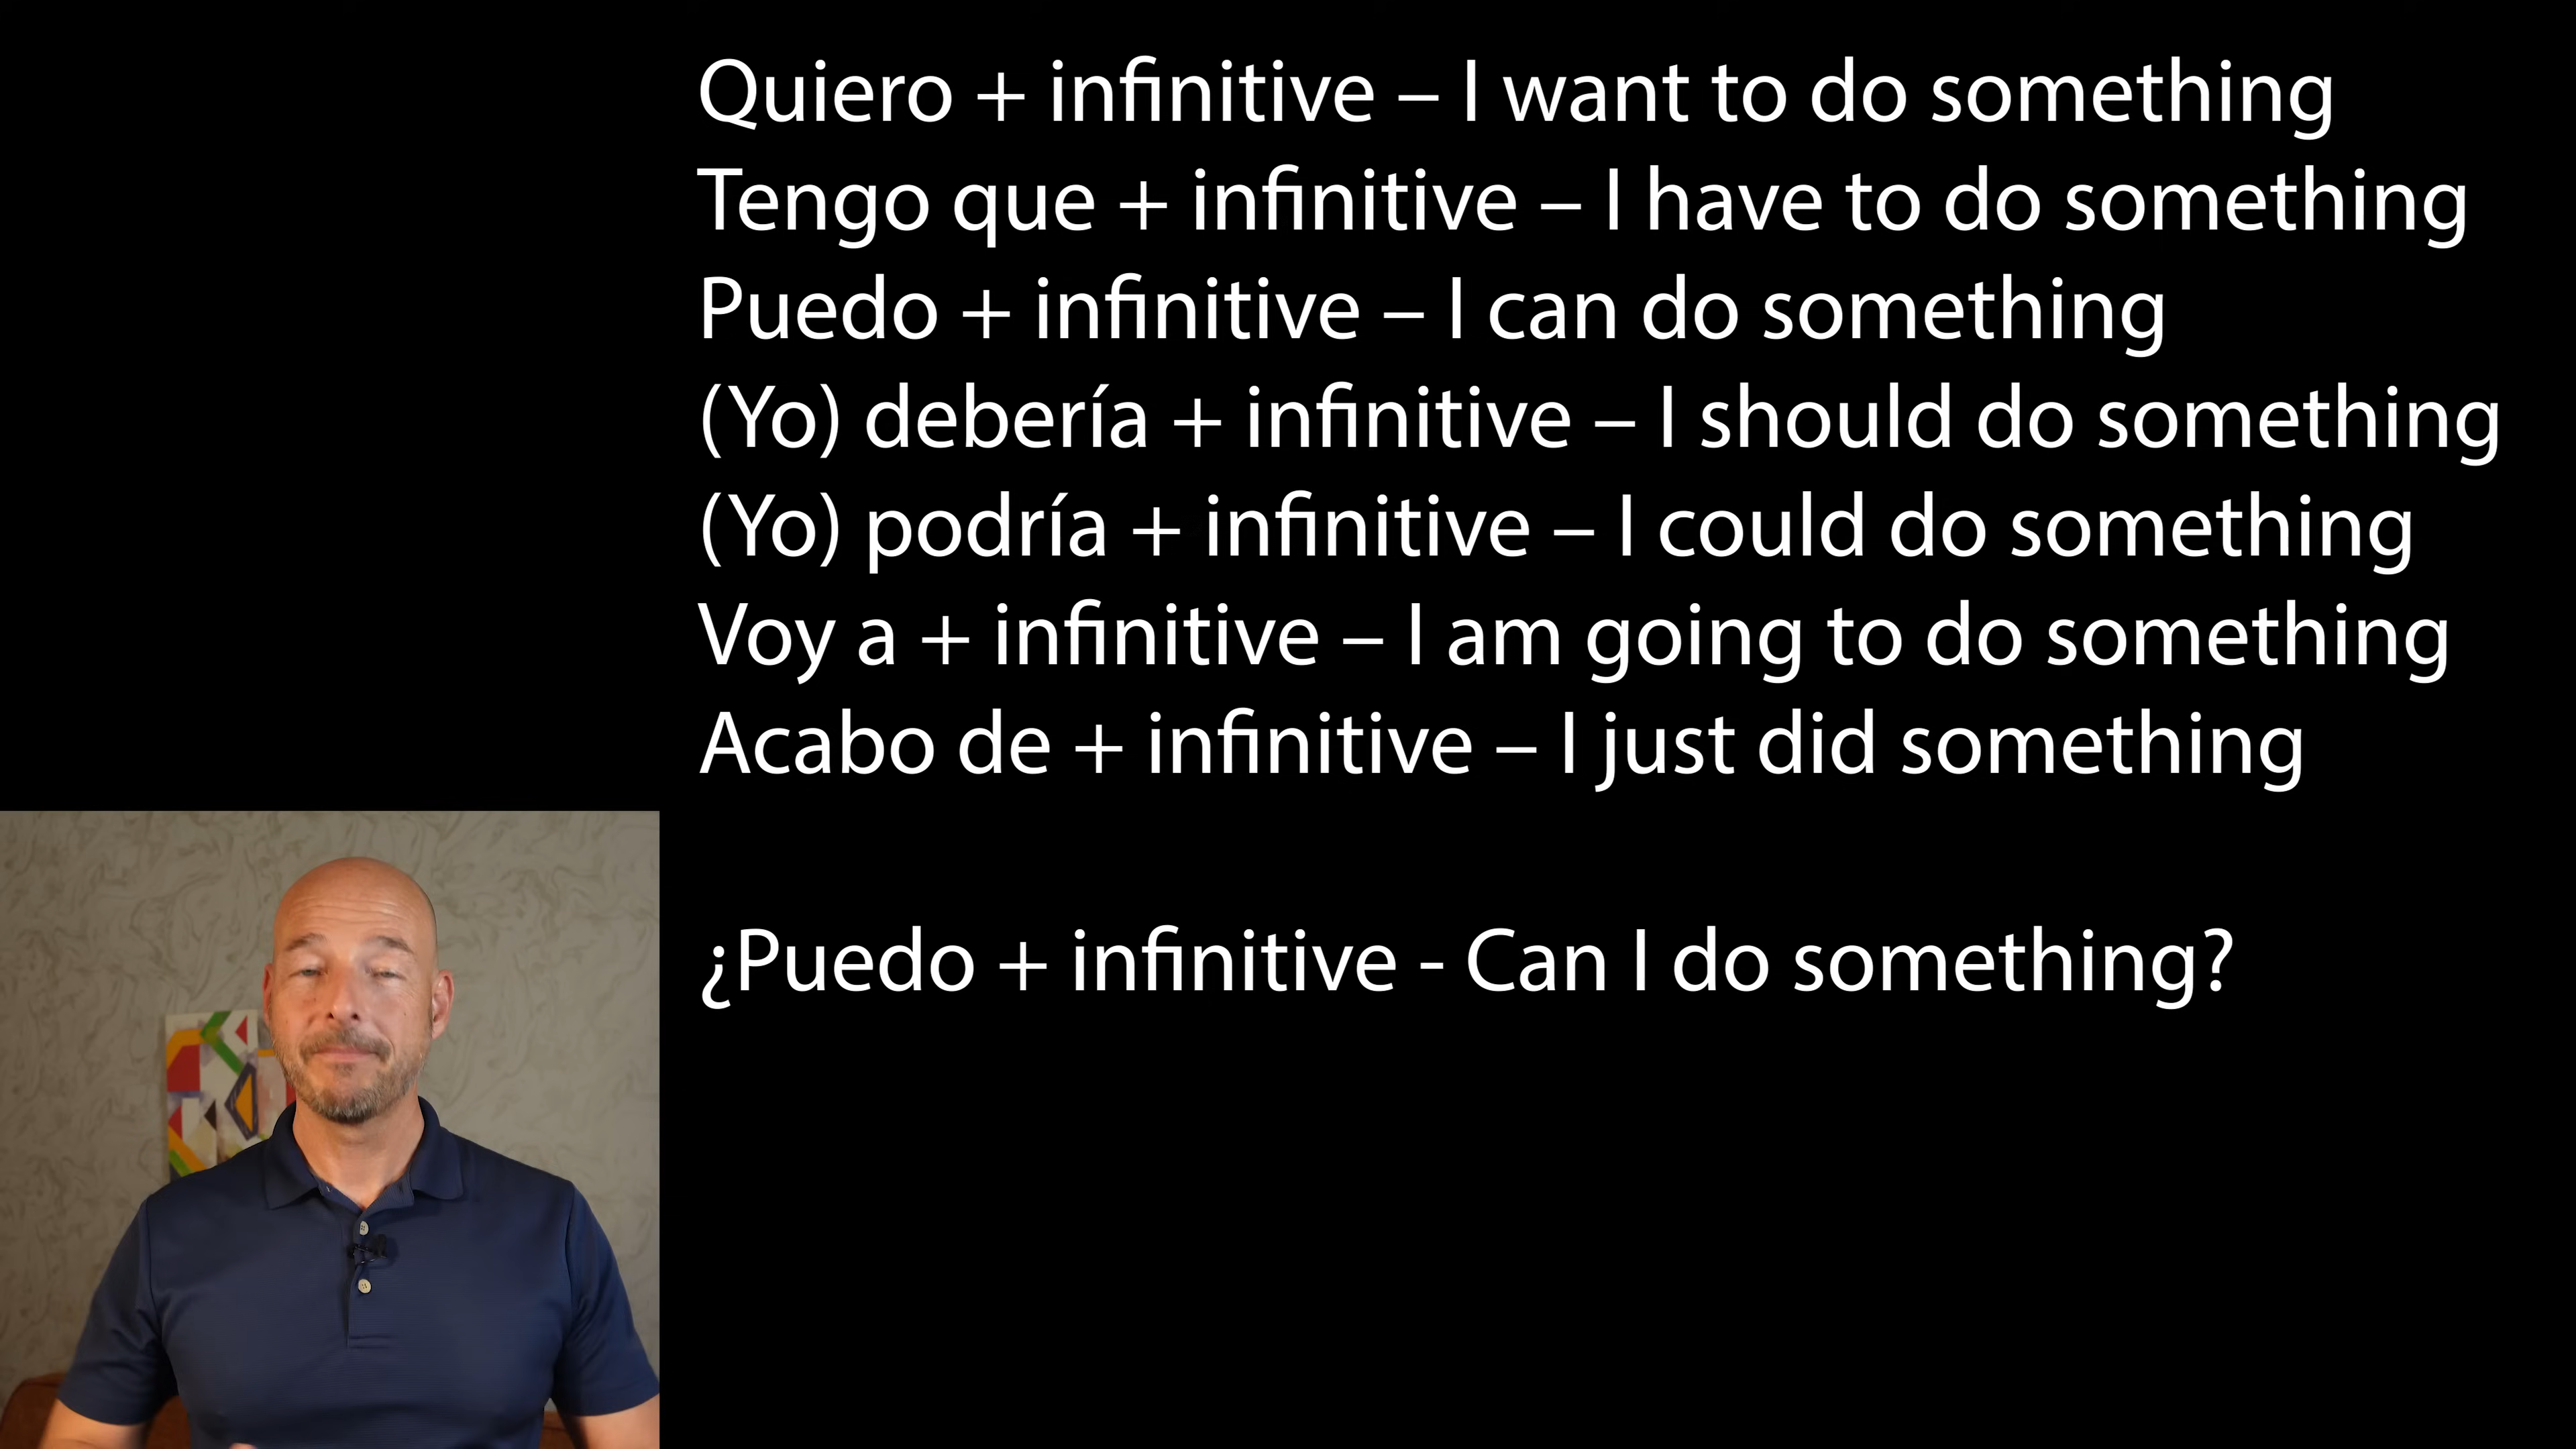 Quiero + infinitive – I want to do something
Tengo que + infinitive – I have to do something
Puedo + infinitive – I can do something
(Yo) debería + infinitive – I should do something
(Yo) podría + infinitive – I could do something
Voy a + infinitive – I am going to do something
Acabo de + infinitive – I just did something
¿Puedo + infinitive - Can I do something?